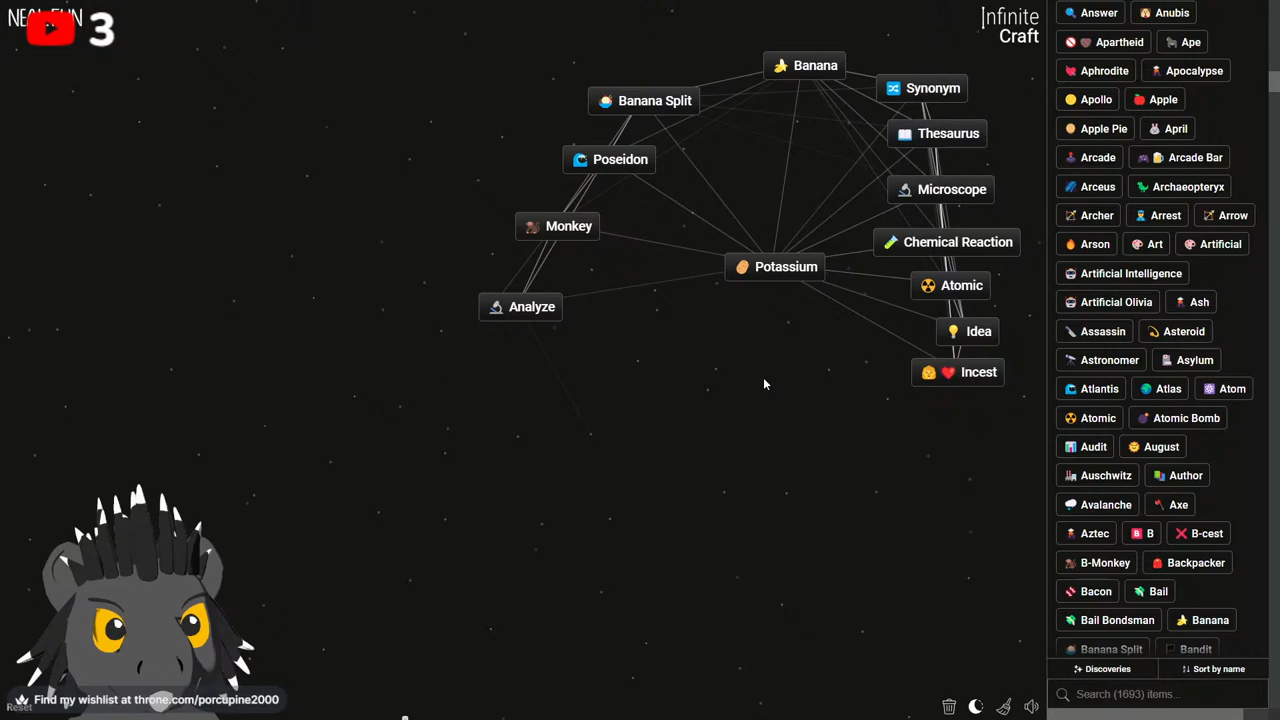 NEAL.FUN
3
Infinite
Craft
Banana
Synonym
Banana Split
Thesaurus
Poseidon
Microscope
Monkey
Chemical Reaction
Potassium
Atomic
Analyze
Idea
Incest
Answer Anubis
Apartheid Ape
Aphrodite Apocalypse
Apollo Apple
Apple Pie April
Arcade Arcade Bar
Arceus Archaeopteryx
Archer Arrest Arrow
Arson Art Artificial
Artificial Intelligence
Artificial Olivia Ash
Assassin Asteroid
Astronomer Asylum
Atlantis Atlas Atom
Atomic Atomic Bomb
Audit August
Auschwitz Author
Avalanche Axe
Aztec B B B-cest
B-Monkey Backpacker
Bacon Bail
Bail Bondsman Banana
Banana Split Bandit
Discoveries Sort by name
Search (1693) items...
Find my wishlist at throne.com/porcupine2000
Reset